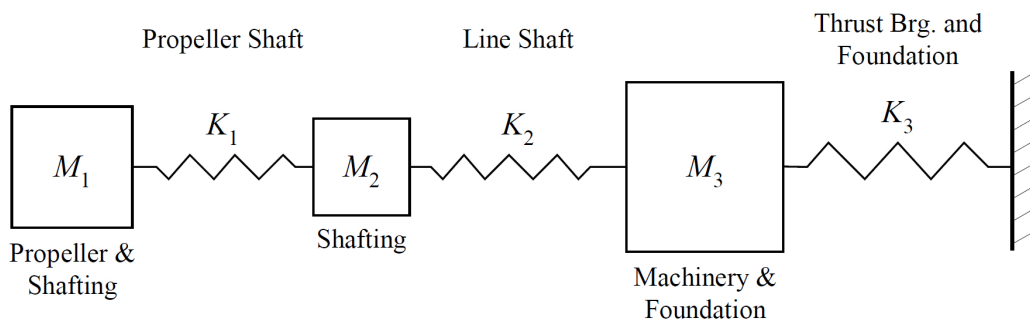 Propeller Shaft
Line Shaft
Thrust Brg. and
Foundation
K₁
K₂
K₃
M₁
M₂
M₃
Propeller &
Shafting
Shafting
Machinery &
Foundation